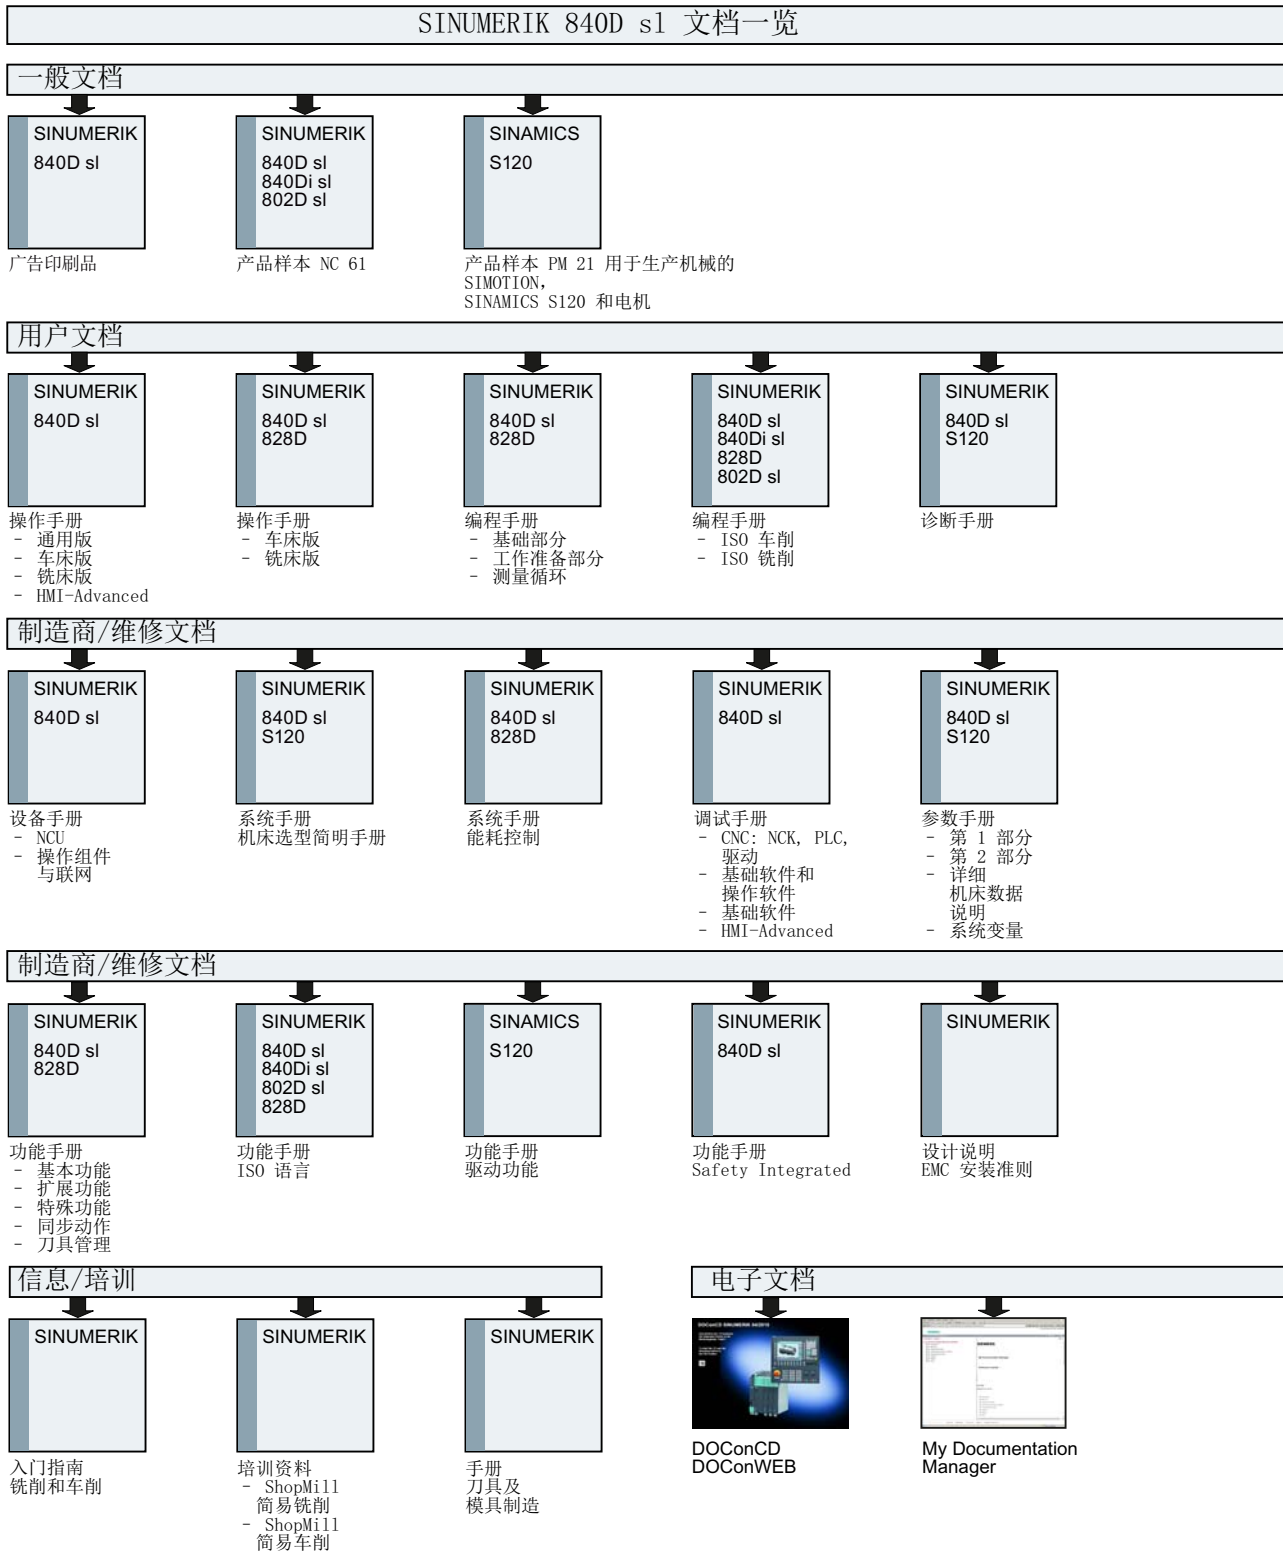 SINUMERIK 840D sl 文档一览
一般文档
SINUMERIK
840D sl
广告印刷品
SINUMERIK
840D sl
840Di sl
802D sl
产品样本 NC 61
SINAMICS
S120
产品样本 PM 21 用于生产机械的
SIMOTION,
SINAMICS S120 和电机
用户文档
SINUMERIK
840D sl
操作手册
- 通用版
- 车床版
- 铣床版
- HMI-Advanced
SINUMERIK
840D sl
828D
操作手册
- 车床版
- 铣床版
SINUMERIK
840D sl
828D
编程手册
- 基础部分
- 工作准备部分
- 测量循环
SINUMERIK
840D sl
840Di sl
828D
802D sl
编程手册
- ISO 车削
- ISO 铣削
SINUMERIK
840D sl
S120
诊断手册
制造商/维修文档
SINUMERIK
840D sl
设备手册
- NCU
- 操作组件
与联网
SINUMERIK
840D sl
S120
系统手册
机床选型简明手册
SINUMERIK
840D sl
828D
系统手册
能耗控制
SINUMERIK
840D sl
调试手册
- CNC: NCK, PLC,
驱动
- 基础软件和
操作软件
- 基础软件
- HMI-Advanced
SINUMERIK
840D sl
S120
参数手册
- 第 1 部分
- 第 2 部分
- 详细
机床数据
说明
- 系统变量
制造商/维修文档
SINUMERIK
840D sl
828D
功能手册
- 基本功能
- 扩展功能
- 特殊功能
- 同步动作
- 刀具管理
SINUMERIK
840D sl
840Di sl
802D sl
828D
功能手册
ISO 语言
SINAMICS
S120
功能手册
驱动功能
SINUMERIK
840D sl
功能手册
Safety Integrated
SINUMERIK
设计说明
EMC 安装准则
信息/培训
SINUMERIK
入门指南
铣削和车削
SINUMERIK
培训资料
- ShopMill
简易铣削
- ShopMill
简易车削
SINUMERIK
手册
刀具及
模具制造
电子文档
DOConCD
DOConWEB
My Documentation
Manager